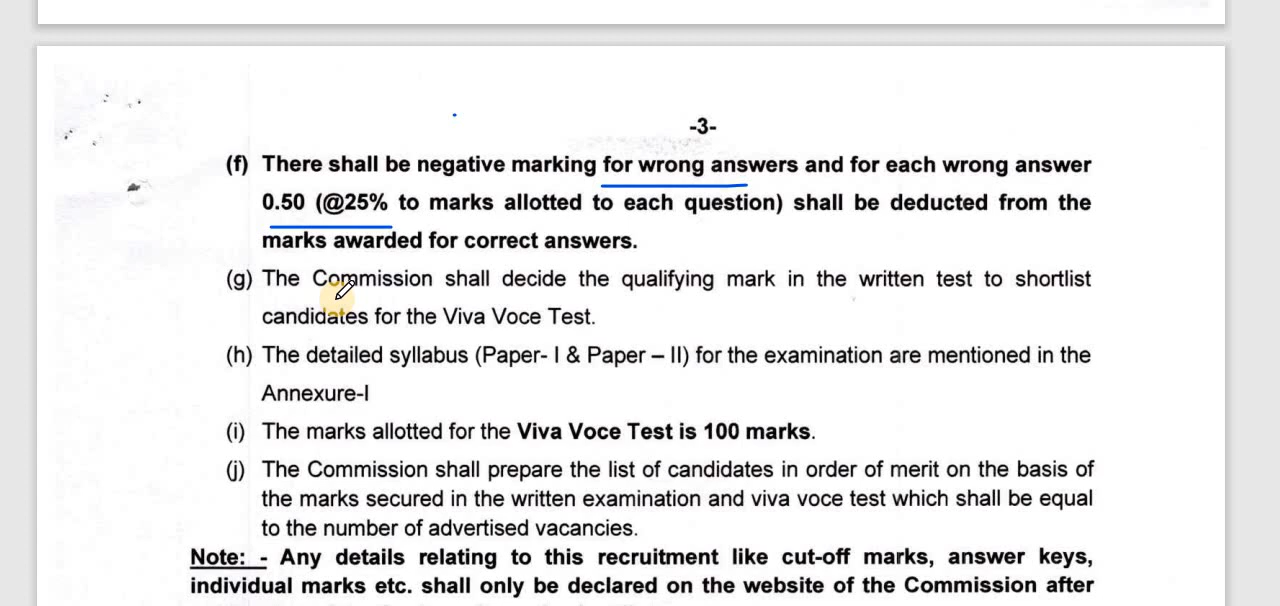 -3-
(f) There shall be negative marking for wrong answers and for each wrong answer
0.50 (@25% to marks allotted to each question) shall be deducted from the
marks awarded for correct answers.
(g) The Commission shall decide the qualifying mark in the written test to shortlist
candidates for the Viva Voce Test.
(h) The detailed syllabus (Paper- I & Paper – II) for the examination are mentioned in the
Annexure-I
(i) The marks allotted for the Viva Voce Test is 100 marks.
(j) The Commission shall prepare the list of candidates in order of merit on the basis of
the marks secured in the written examination and viva voce test which shall be equal
to the number of advertised vacancies.
Note: - Any details relating to this recruitment like cut-off marks, answer keys,
individual marks etc. shall only be declared on the website of the Commission after